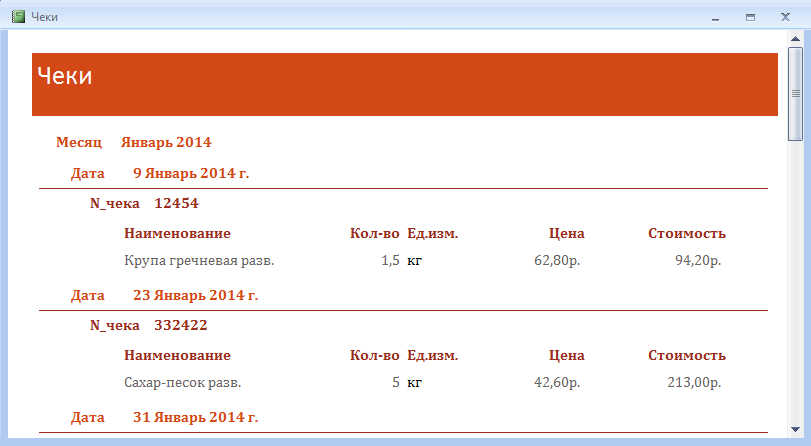 Чеки
Чеки
Месяц Январь 2014
Дата 9 Январь 2014 г.
N_чека 12454
Наименование Кол-во Ед.изм. Цена Стоимость
Крупа гречневая разв. 1,5 кг 62,80р. 94,20р.
Дата 23 Январь 2014 г.
N_чека 332422
Наименование Кол-во Ед.изм. Цена Стоимость
Сахар-песок разв. 5 кг 42,60р. 213,00р.
Дата 31 Январь 2014 г.